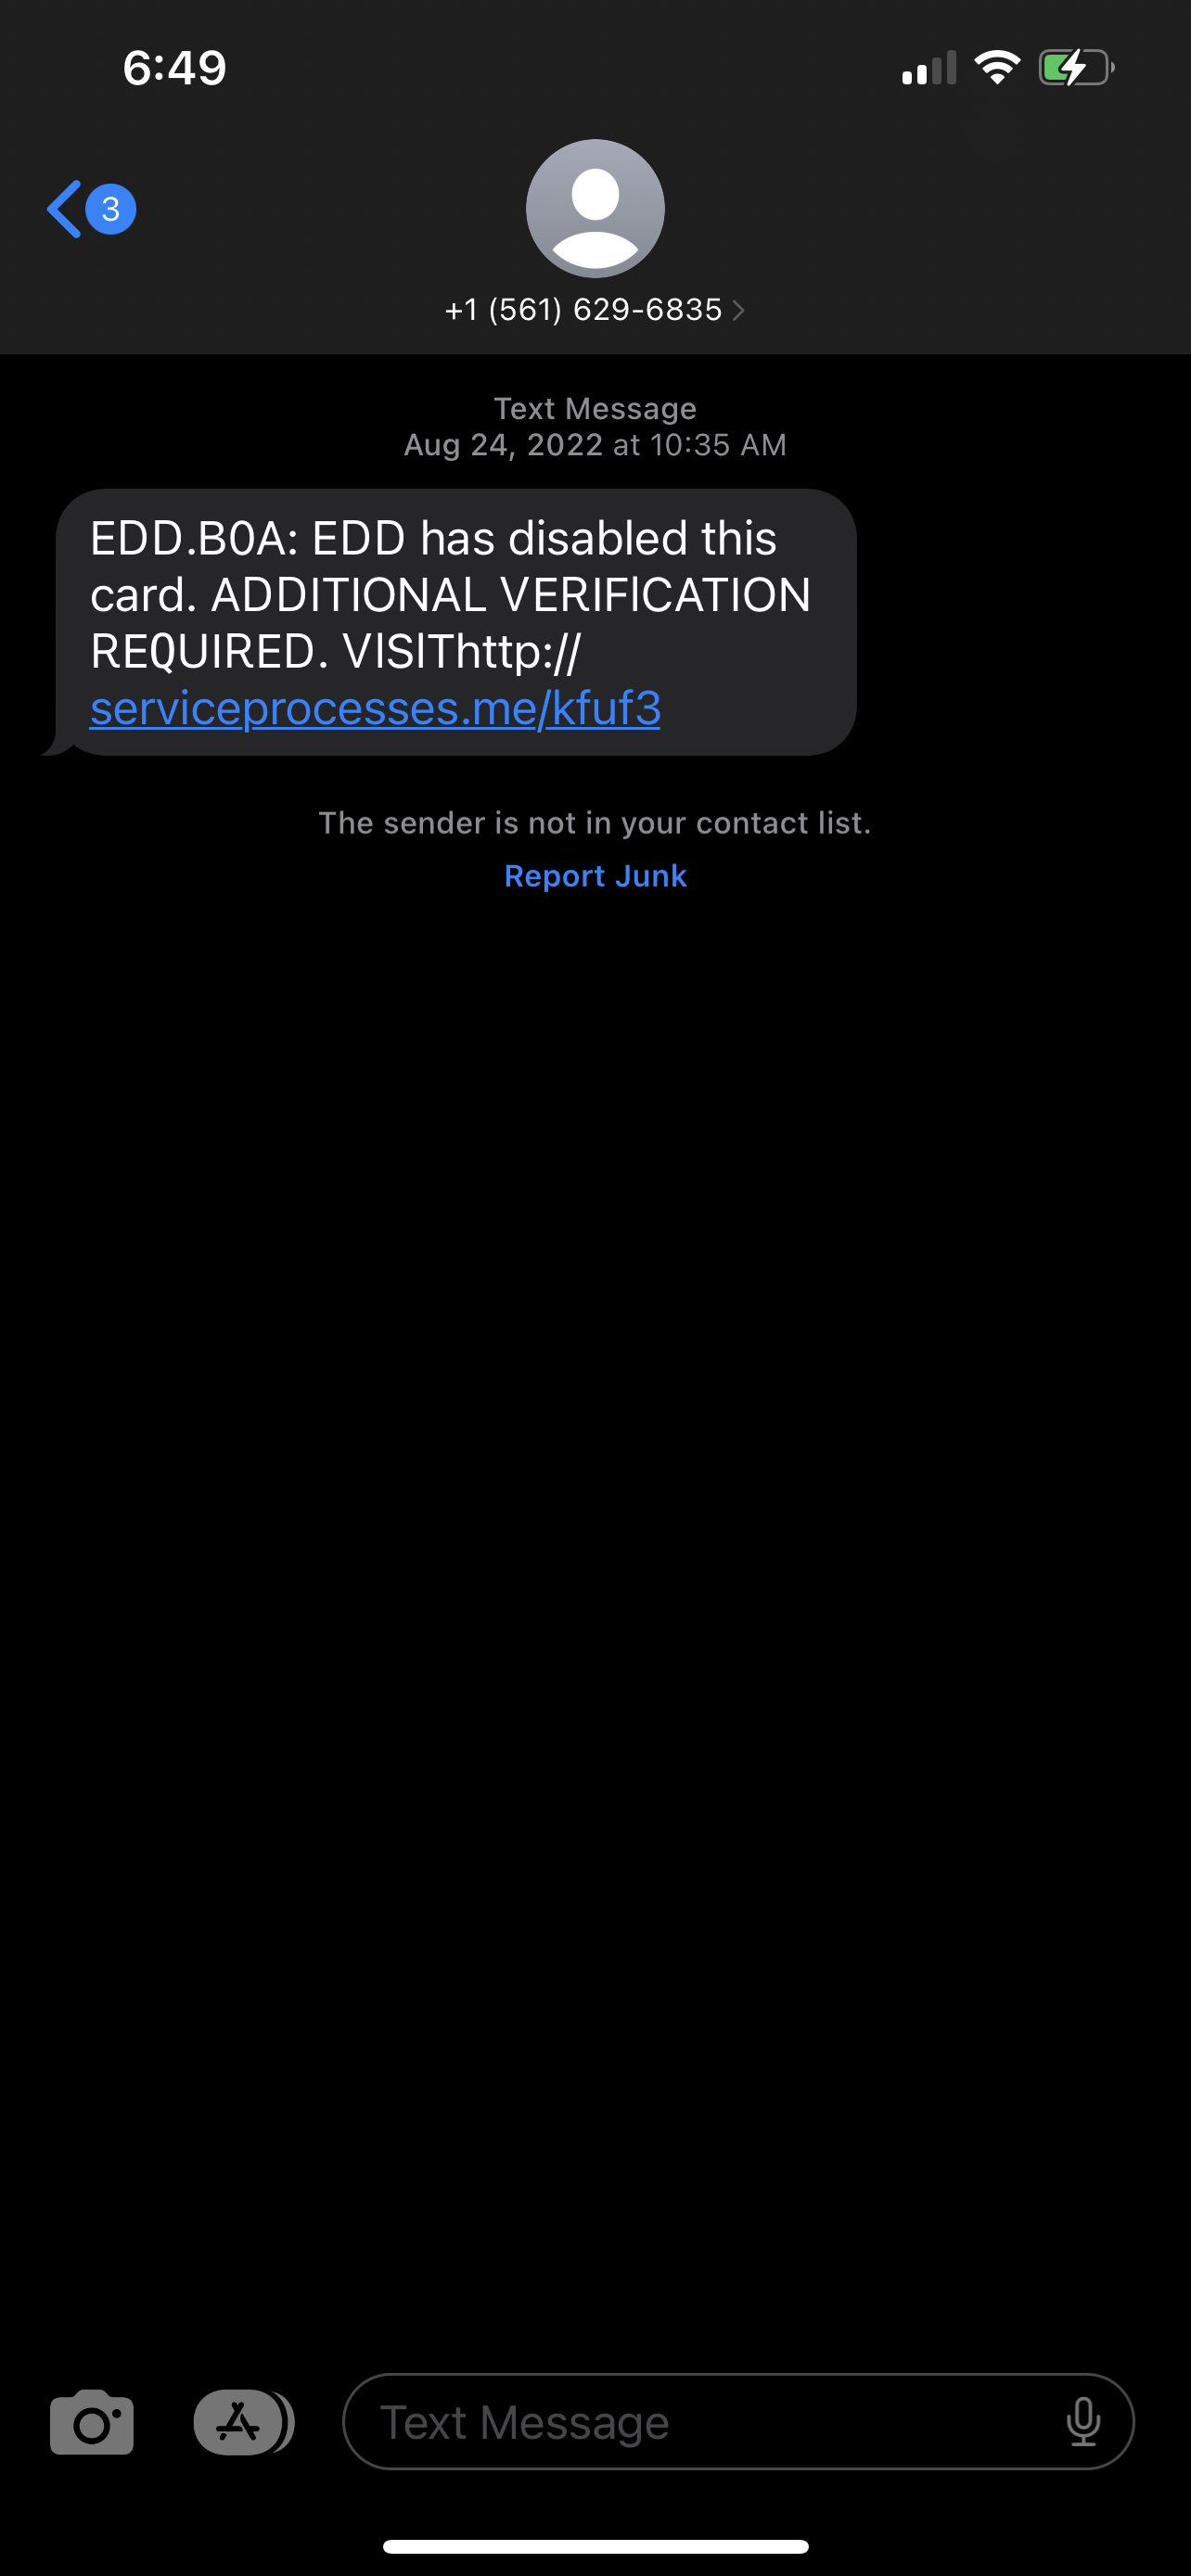 6:49
3
+1 (561) 629-6835
Text Message
Aug 24, 2022 at 10:35 AM
EDD.B0A: EDD has disabled this
card. ADDITIONAL VERIFlCATION
REQUIRED. VlSlThttp://
serviceprocesses.me/kfuf3
The sender is not in your contact list.
Report Junk
Text Message